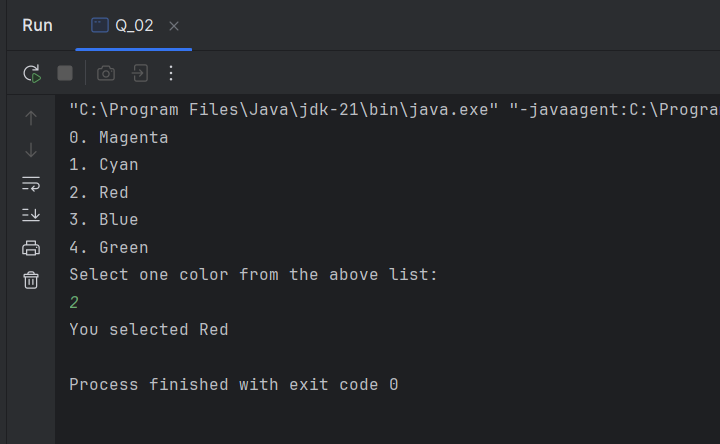 Run Q_02
"C:\Program Files\Java\jdk-21\bin\java.exe" "-javaagent:C:\Progra
0. Magenta
1. Cyan
2. Red
3. Blue
4. Green
Select one color from the above list:
2
You selected Red
Process finished with exit code 0